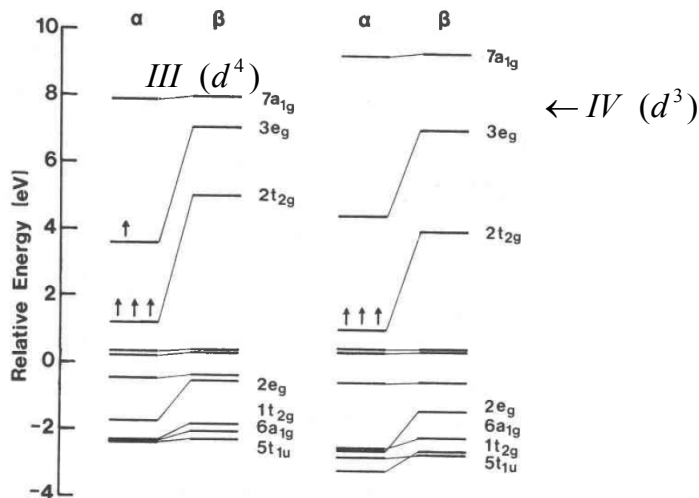 α β α β
10
8
6
4
2
0
-2
-4
Relative Energy [eV]
III (d⁴)
7a₁g
3eg
2t₂g
2eg
1t₂g
6a₁g
5t₁u
7a₁g
← IV (d³)
3eg
2t₂g
2eg
6a₁g
1t₂g
5t₁u